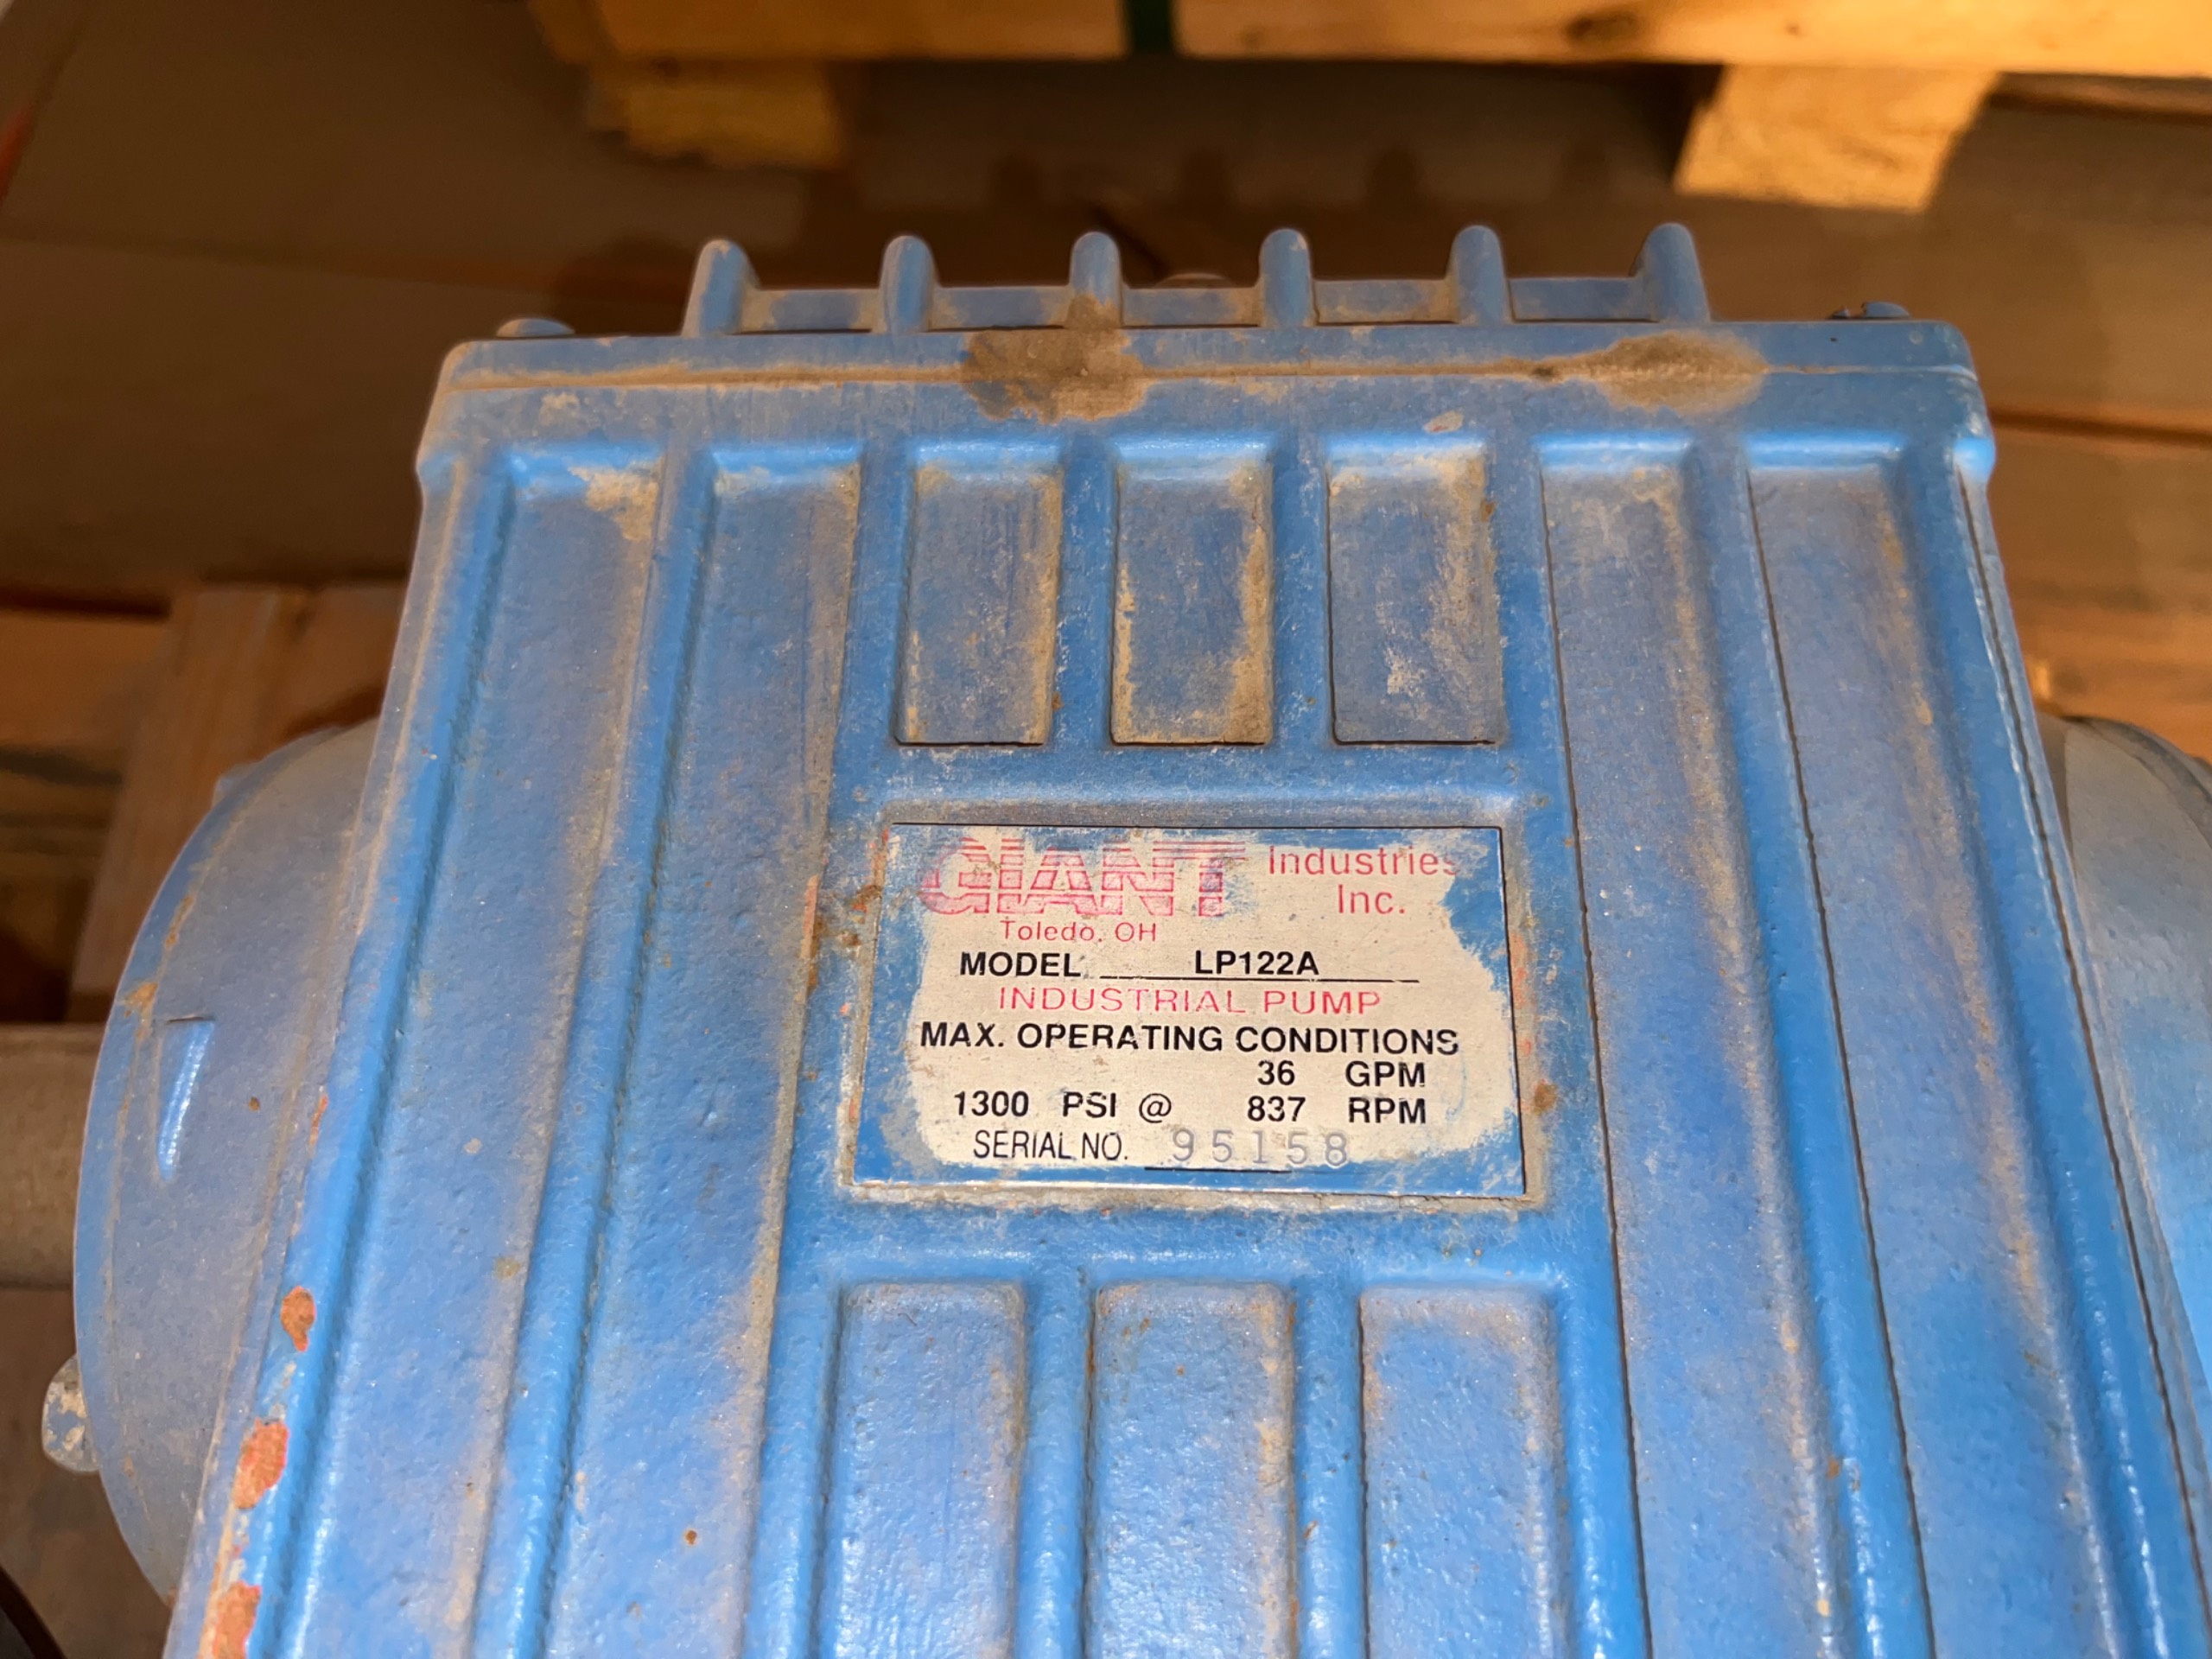 GIANT Industries
Inc.
Toledo, OH
MODEL LP122A
INDUSTRIAL PUMP
MAX. OPERATING CONDITIONS
36 GPM
1300 PSI @ 837 RPM
SERIAL NO. 95158